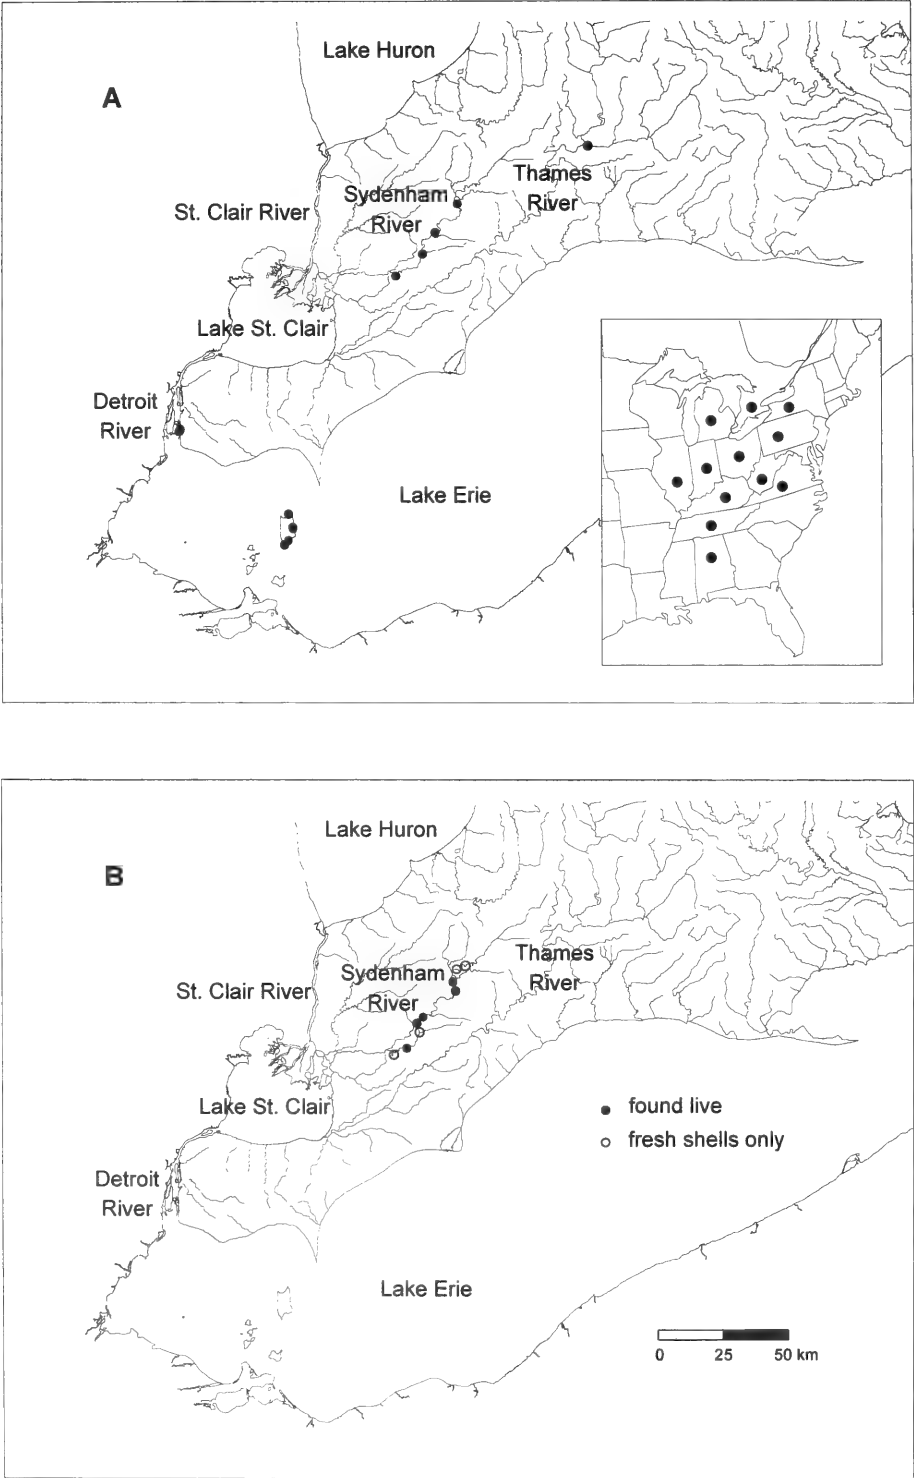 Lake Huron
A
Thames
River
Sydenham
River
St. Clair River
Lake St. Clair
Detroit
River
Lake Erie
Lake Huron
B
Thames
River
Sydenham
River
St. Clair River
Lake St. Clair
found live
fresh shells only
Detroit
River
Lake Erie
0 25 50 km